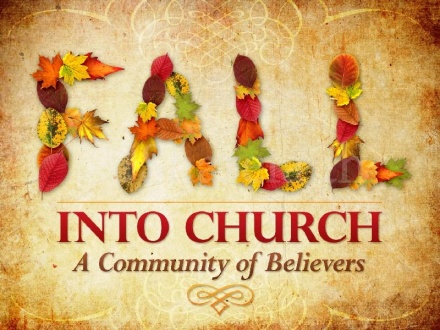 FALL
INTO CHURCH
A Community of Believers